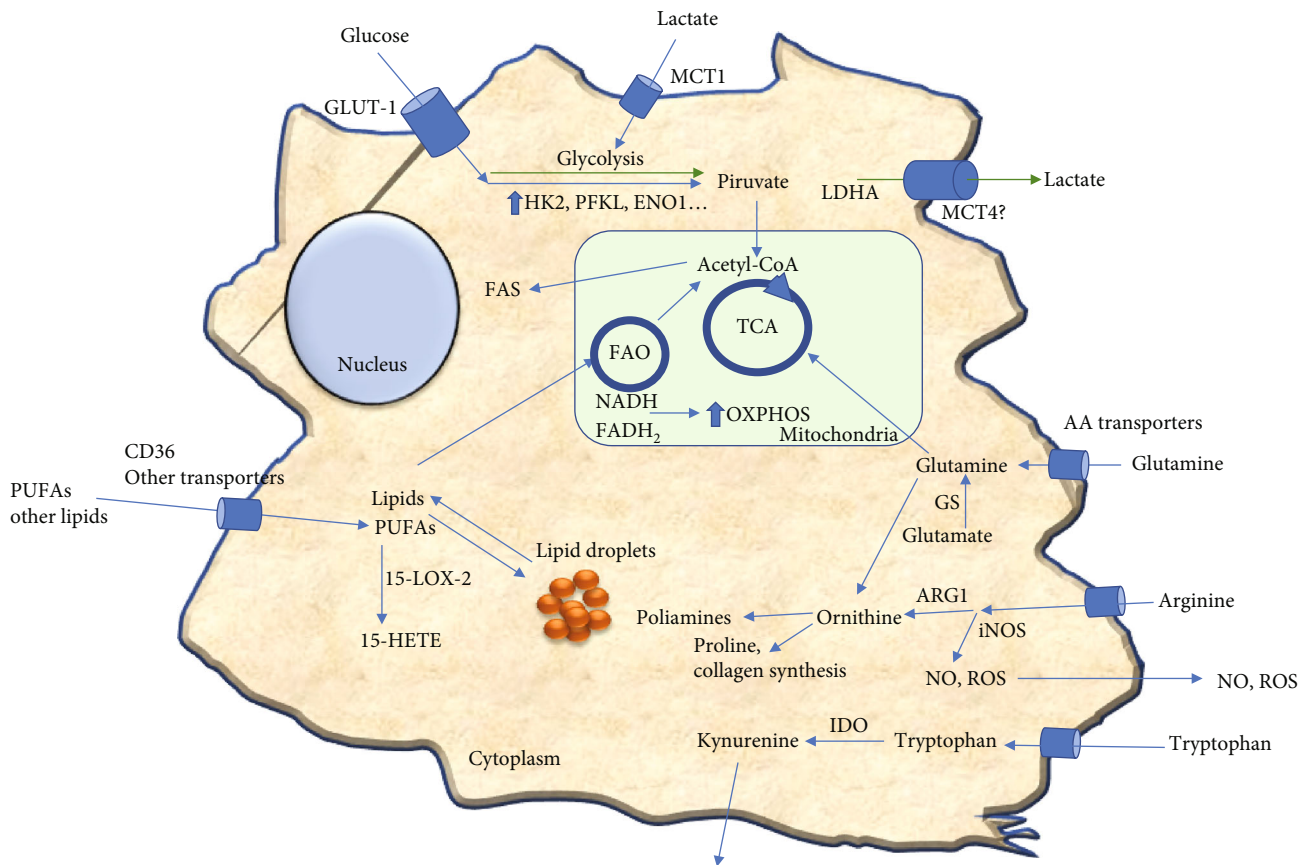 Glucose
Lactate
MCT1
GLUT-1
Glycolysis
HK2, PFKL, ENO1...
Piruvate
LDHA
MCT4?
Lactate
Acetyl-CoA
FAS
TCA
FAO
Nucleus
NADH
FADH₂
OXPHOS
Mitochondria
AA transporters
Glutamine
Glutamine
GS
Glutamate
CD36
Other transporters
PUFAs
other lipids
Lipids
PUFAs
Lipid droplets
15-LOX-2
15-HETE
ARG1
Arginine
iNOS
Ornithine
Poliamines
Proline,
collagen synthesis
NO, ROS
NO, ROS
IDO
Kynurenine
Tryptophan
Tryptophan
Cytoplasm